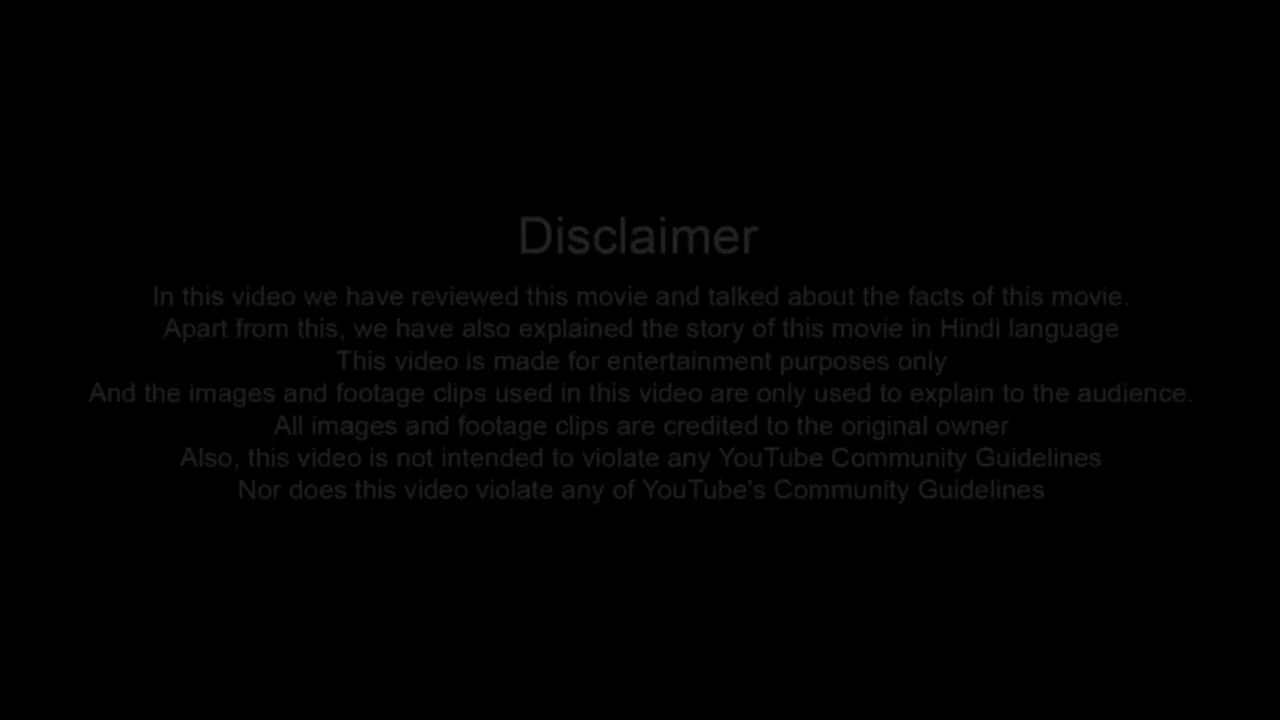 Disclaimer
In this video we have reviewed this movie and talked about the facts of this movie.
Apart from this, we have also explained the story of this movie in Hindi language
This video is made for entertainment purposes only
And the images and footage clips used in this video are only used to explain to the audience.
All images and footage clips are credited to the original owner
Also, this video is not intended to violate any YouTube Community Guidelines
Nor does this video violate any of YouTube's Community Guidelines